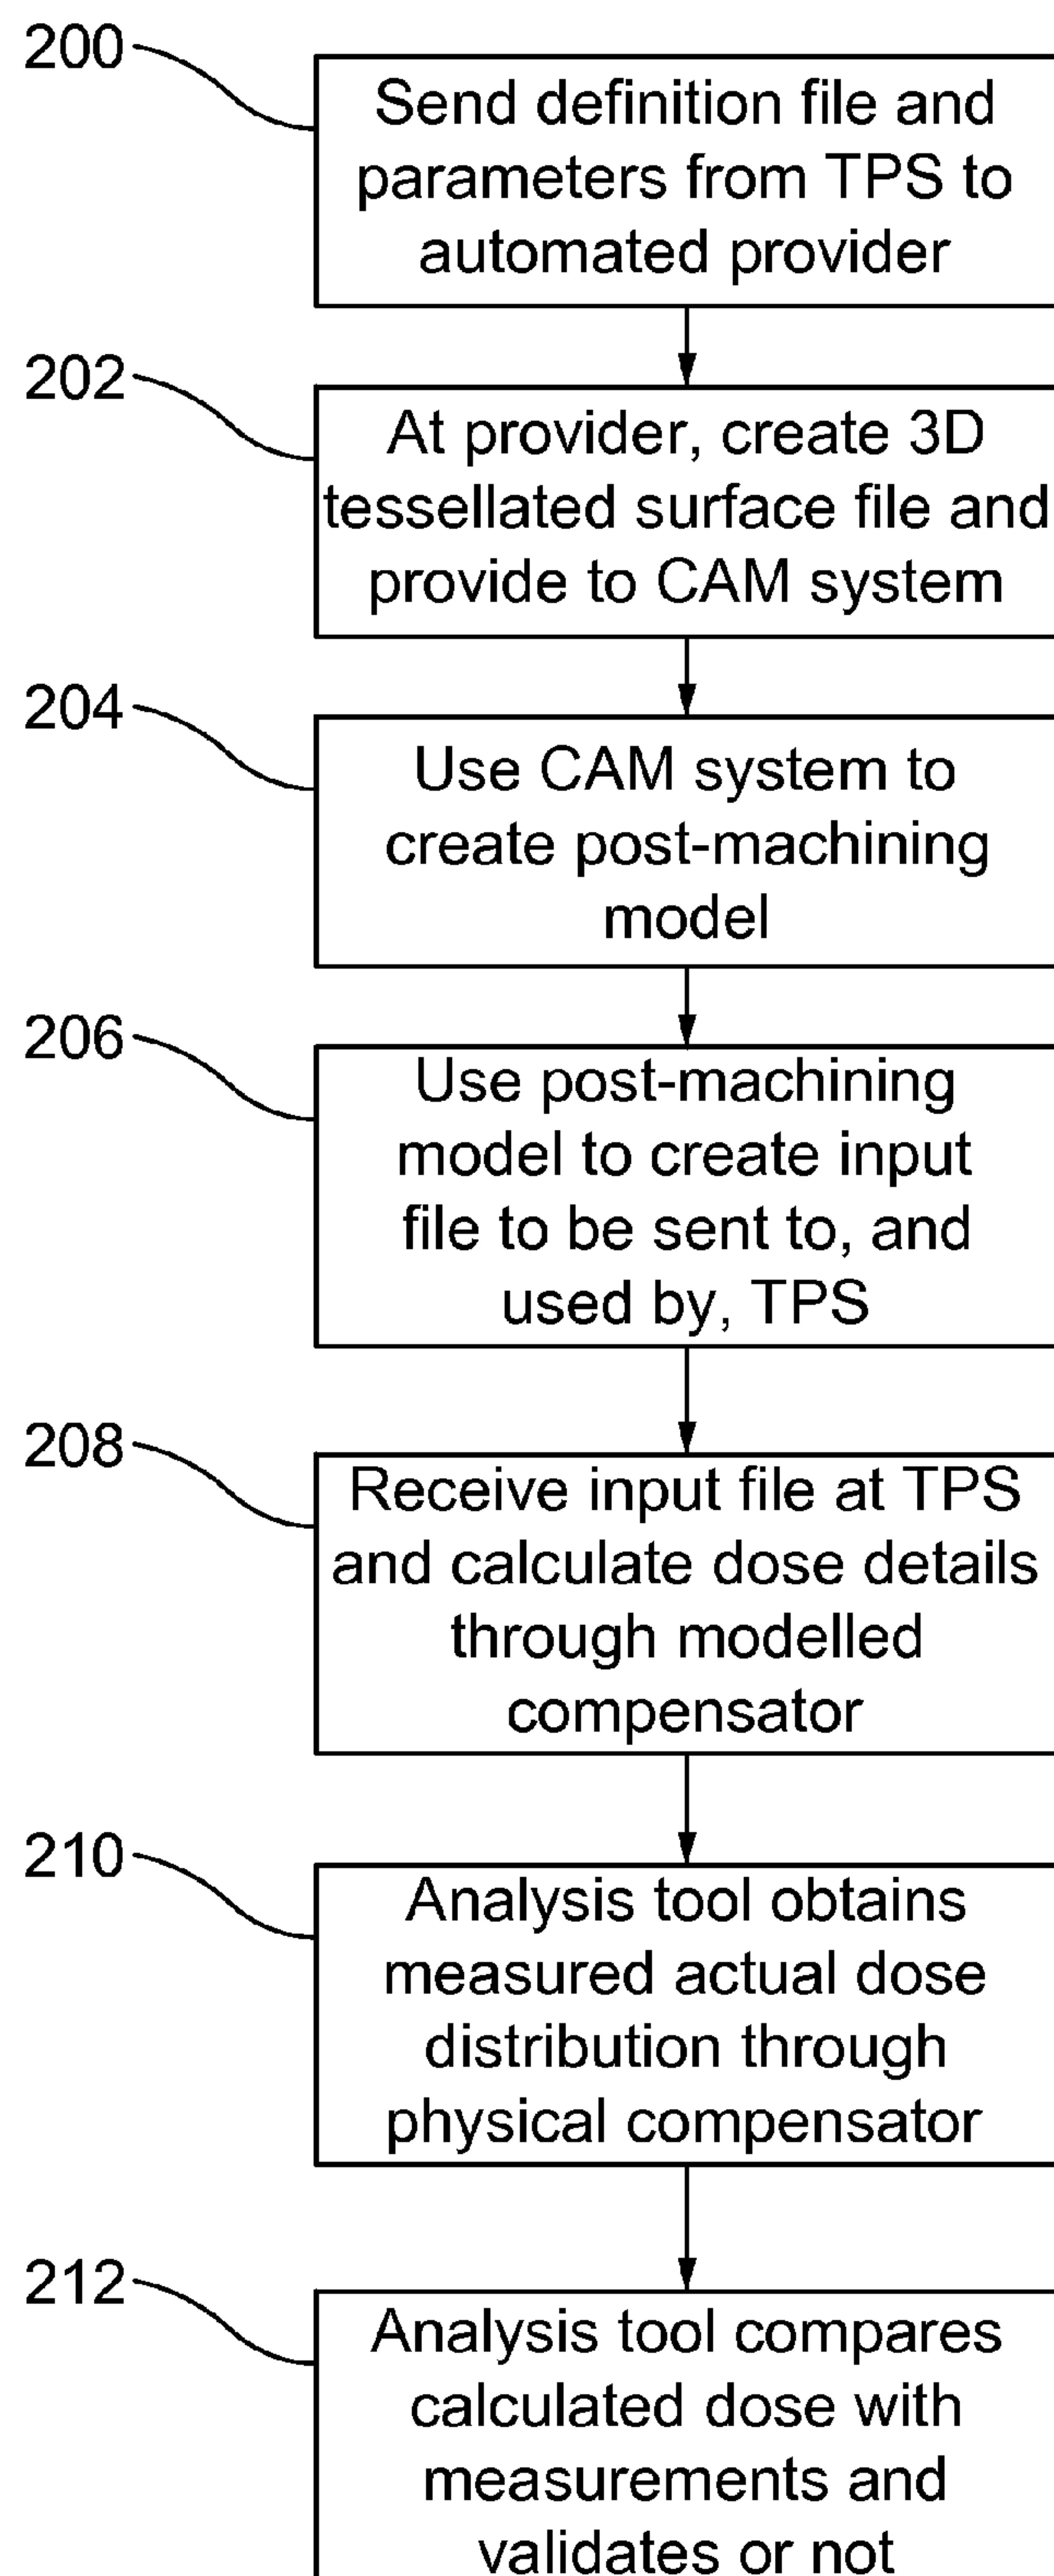 200
Send definition file and
parameters from TPS to
automated provider
202
At provider, create 3D
tessellated surface file and
provide to CAM system
204
Use CAM system to
create post-machining
model
206
Use post-machining
model to create input
file to be sent to, and
used by, TPS
208
Receive input file at TPS
and calculate dose details
through modelled
compensator
210
Analysis tool obtains
measured actual dose
distribution through
physical compensator
212
Analysis tool compares
calculated dose with
measurements and
validates or not